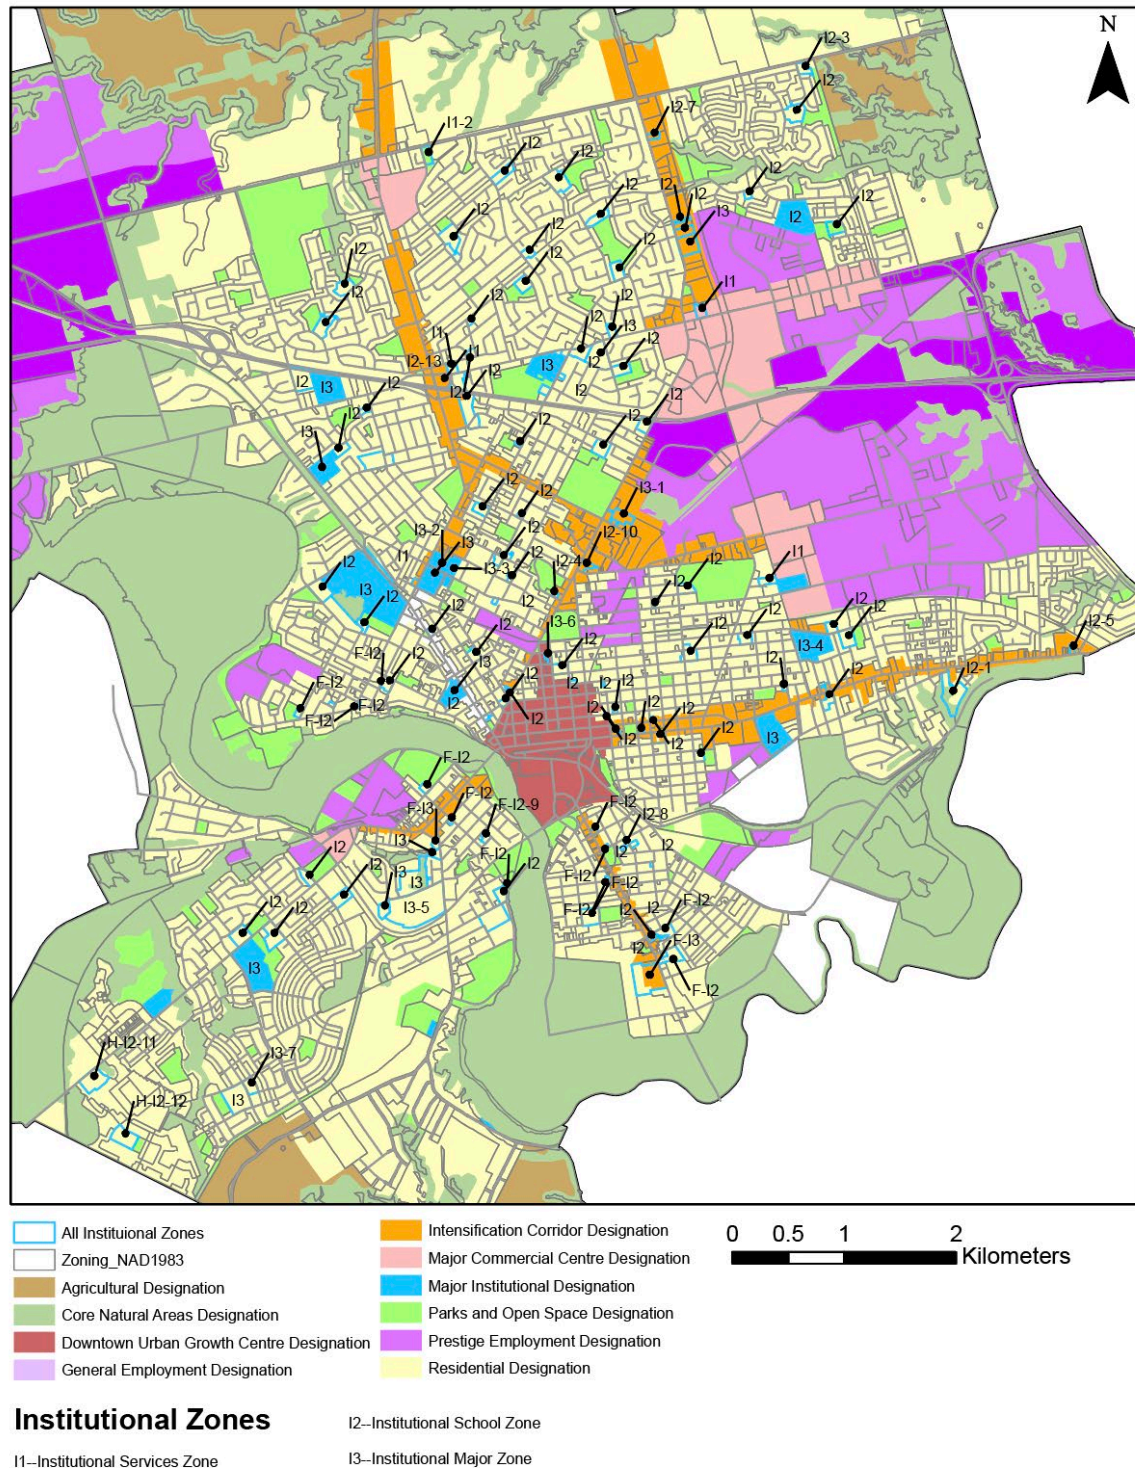 N
I2-3
I2
I2-7
I1-2
I2
I2
I2
I2
I2
I2
I3
I2
I2
I2
I2
I2
I2
I2
I2
I2
I1
I2
I2
I2
I3
I1
I1
I2-13
I2
I2
I2
I2
I3
I2
I3
I2
I2
I2
I2
I2
I3
I2
I2
I3-1
I2
I2
I3-2
I3
I2-10
I1
I3-3
I2
I2
I2-4
I2
I1
I2
I3
I2
I2
I2
I2
I3-6
I2
I2
I2
I2
I2
I2-5
I3-4
F-I2
I2
I3
I2
I2
I2
I2
I2-1
F-I2
F-I2
F-I2
I2
I2
I2
I2
I2
I2
I2
I2
I2
I3
F-I2
F-I2
F-I3
F-I2-9
F-I2
I2-8
I3
I2
I2
F-I2
I2
I2
I2
I3
I3
F-I2
F-I2
I3-5
F-I2
I2
I2
F-I2
I2
I2
I2
F-I3
I3
F-I2
H-I2-11
I3-7
I3
H-I2-12
All Instituional Zones
Zoning_NAD1983
Agricultural Designation
Core Natural Areas Designation
Downtown Urban Growth Centre Designation
General Employment Designation
Intensification Corridor Designation
Major Commercial Centre Designation
Major Institutional Designation
Parks and Open Space Designation
Prestige Employment Designation
Residential Designation
0 0.5 1 2
Kilometers
Institutional Zones
I2--Institutional School Zone
I1--Institutional Services Zone
I3--Institutional Major Zone